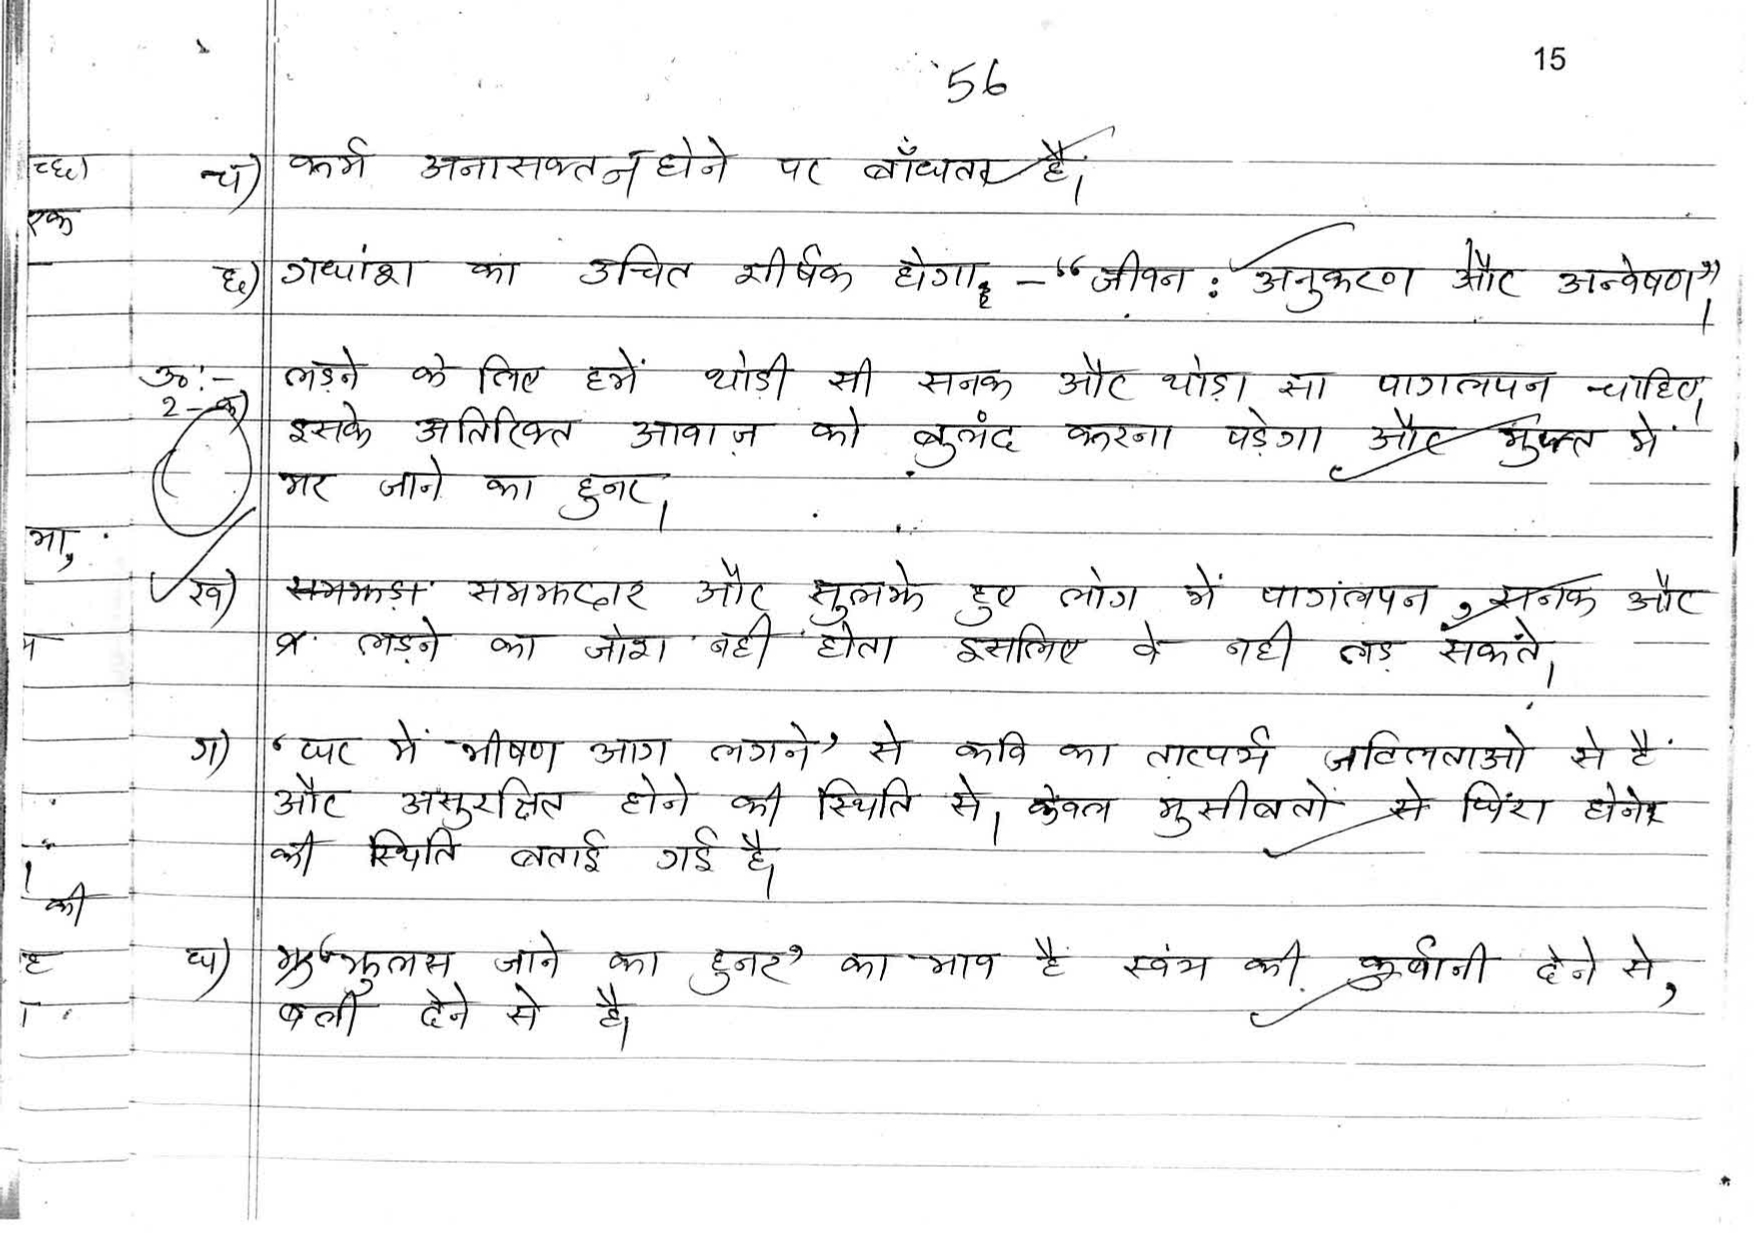 15
56
च) कर्म अनासक्त न होने पर बाँधता है।
छ) गद्यांश का उचित शीर्षक होगा - “जीवन : अनुकरण और अन्वेषण”।
उ०:- लड़ने के लिए हमें थोड़ी सी सनक और थोड़ा सा पागलपन चाहिए।
2-क) इसके अतिरिक्त आवाज़ को बुलंद करना पड़ेगा और मुफ्त में
मर जाने का हुनर।
ख) समझदार और सुलझे हुए लोग में पागलपन, सनक और
लड़ने का जोश नही होता इसलिए वे नही लड़ सकते।
ग) ‘घर में भीषण आग लगने’ से कवि का तात्पर्य जटिलताओ से है
और असुरक्षित होने की स्थिति से। केवल मुसीबतों से घिरा होने
की स्थिति बताई गई है।
घ) ‘झुलस जाने का हुनर’ का भाव है स्वंय की कुर्बानी देने से,
बली देने से है।
एक
भा,
की